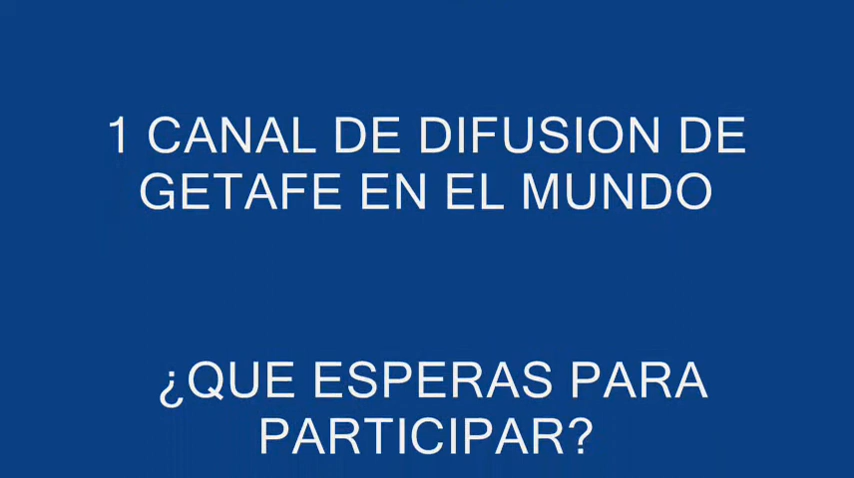 1 CANAL DE DIFUSION DE
GETAFE EN EL MUNDO
¿QUE ESPERAS PARA
PARTICIPAR?